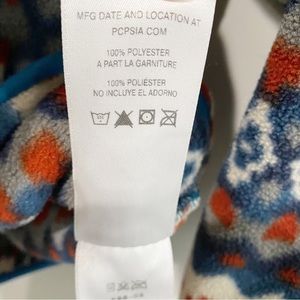 MFG DATE AND LOCATION AT
PCPSIA.COM
100% POLYESTER
A PART LA GARNITURE
100% POLIÉSTER
NO INCLUYE EL ADORNO